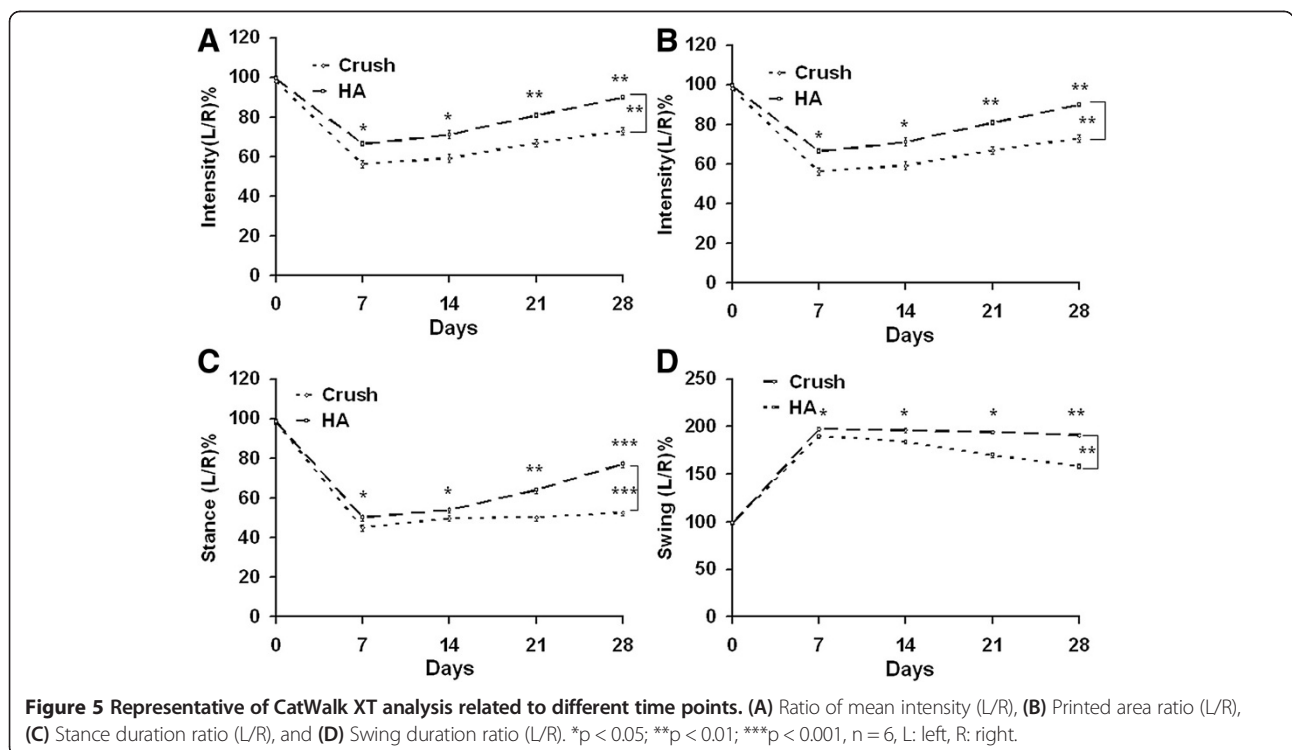 A
120
100
80
60
40
20
0
Intensity(L/R)%
Crush
HA
* * ** **
**
0 7 14 21 28
Days
B
120
100
80
60
40
20
0
Intensity(L/R)%
Crush
HA
* * ** **
**
0 7 14 21 28
Days
C
120
100
80
60
40
20
0
Stance (L/R)%
Crush
HA
* * ** ***
***
0 7 14 21 28
Days
D
250
200
150
100
50
0
Swing (L/R)%
Crush
HA
* * * **
**
0 7 14 21 28
Days
Figure 5 Representative of CatWalk XT analysis related to different time points. (A) Ratio of mean intensity (L/R), (B) Printed area ratio (L/R),
(C) Stance duration ratio (L/R), and (D) Swing duration ratio (L/R). *p < 0.05; **p < 0.01; ***p < 0.001, n = 6, L: left, R: right.